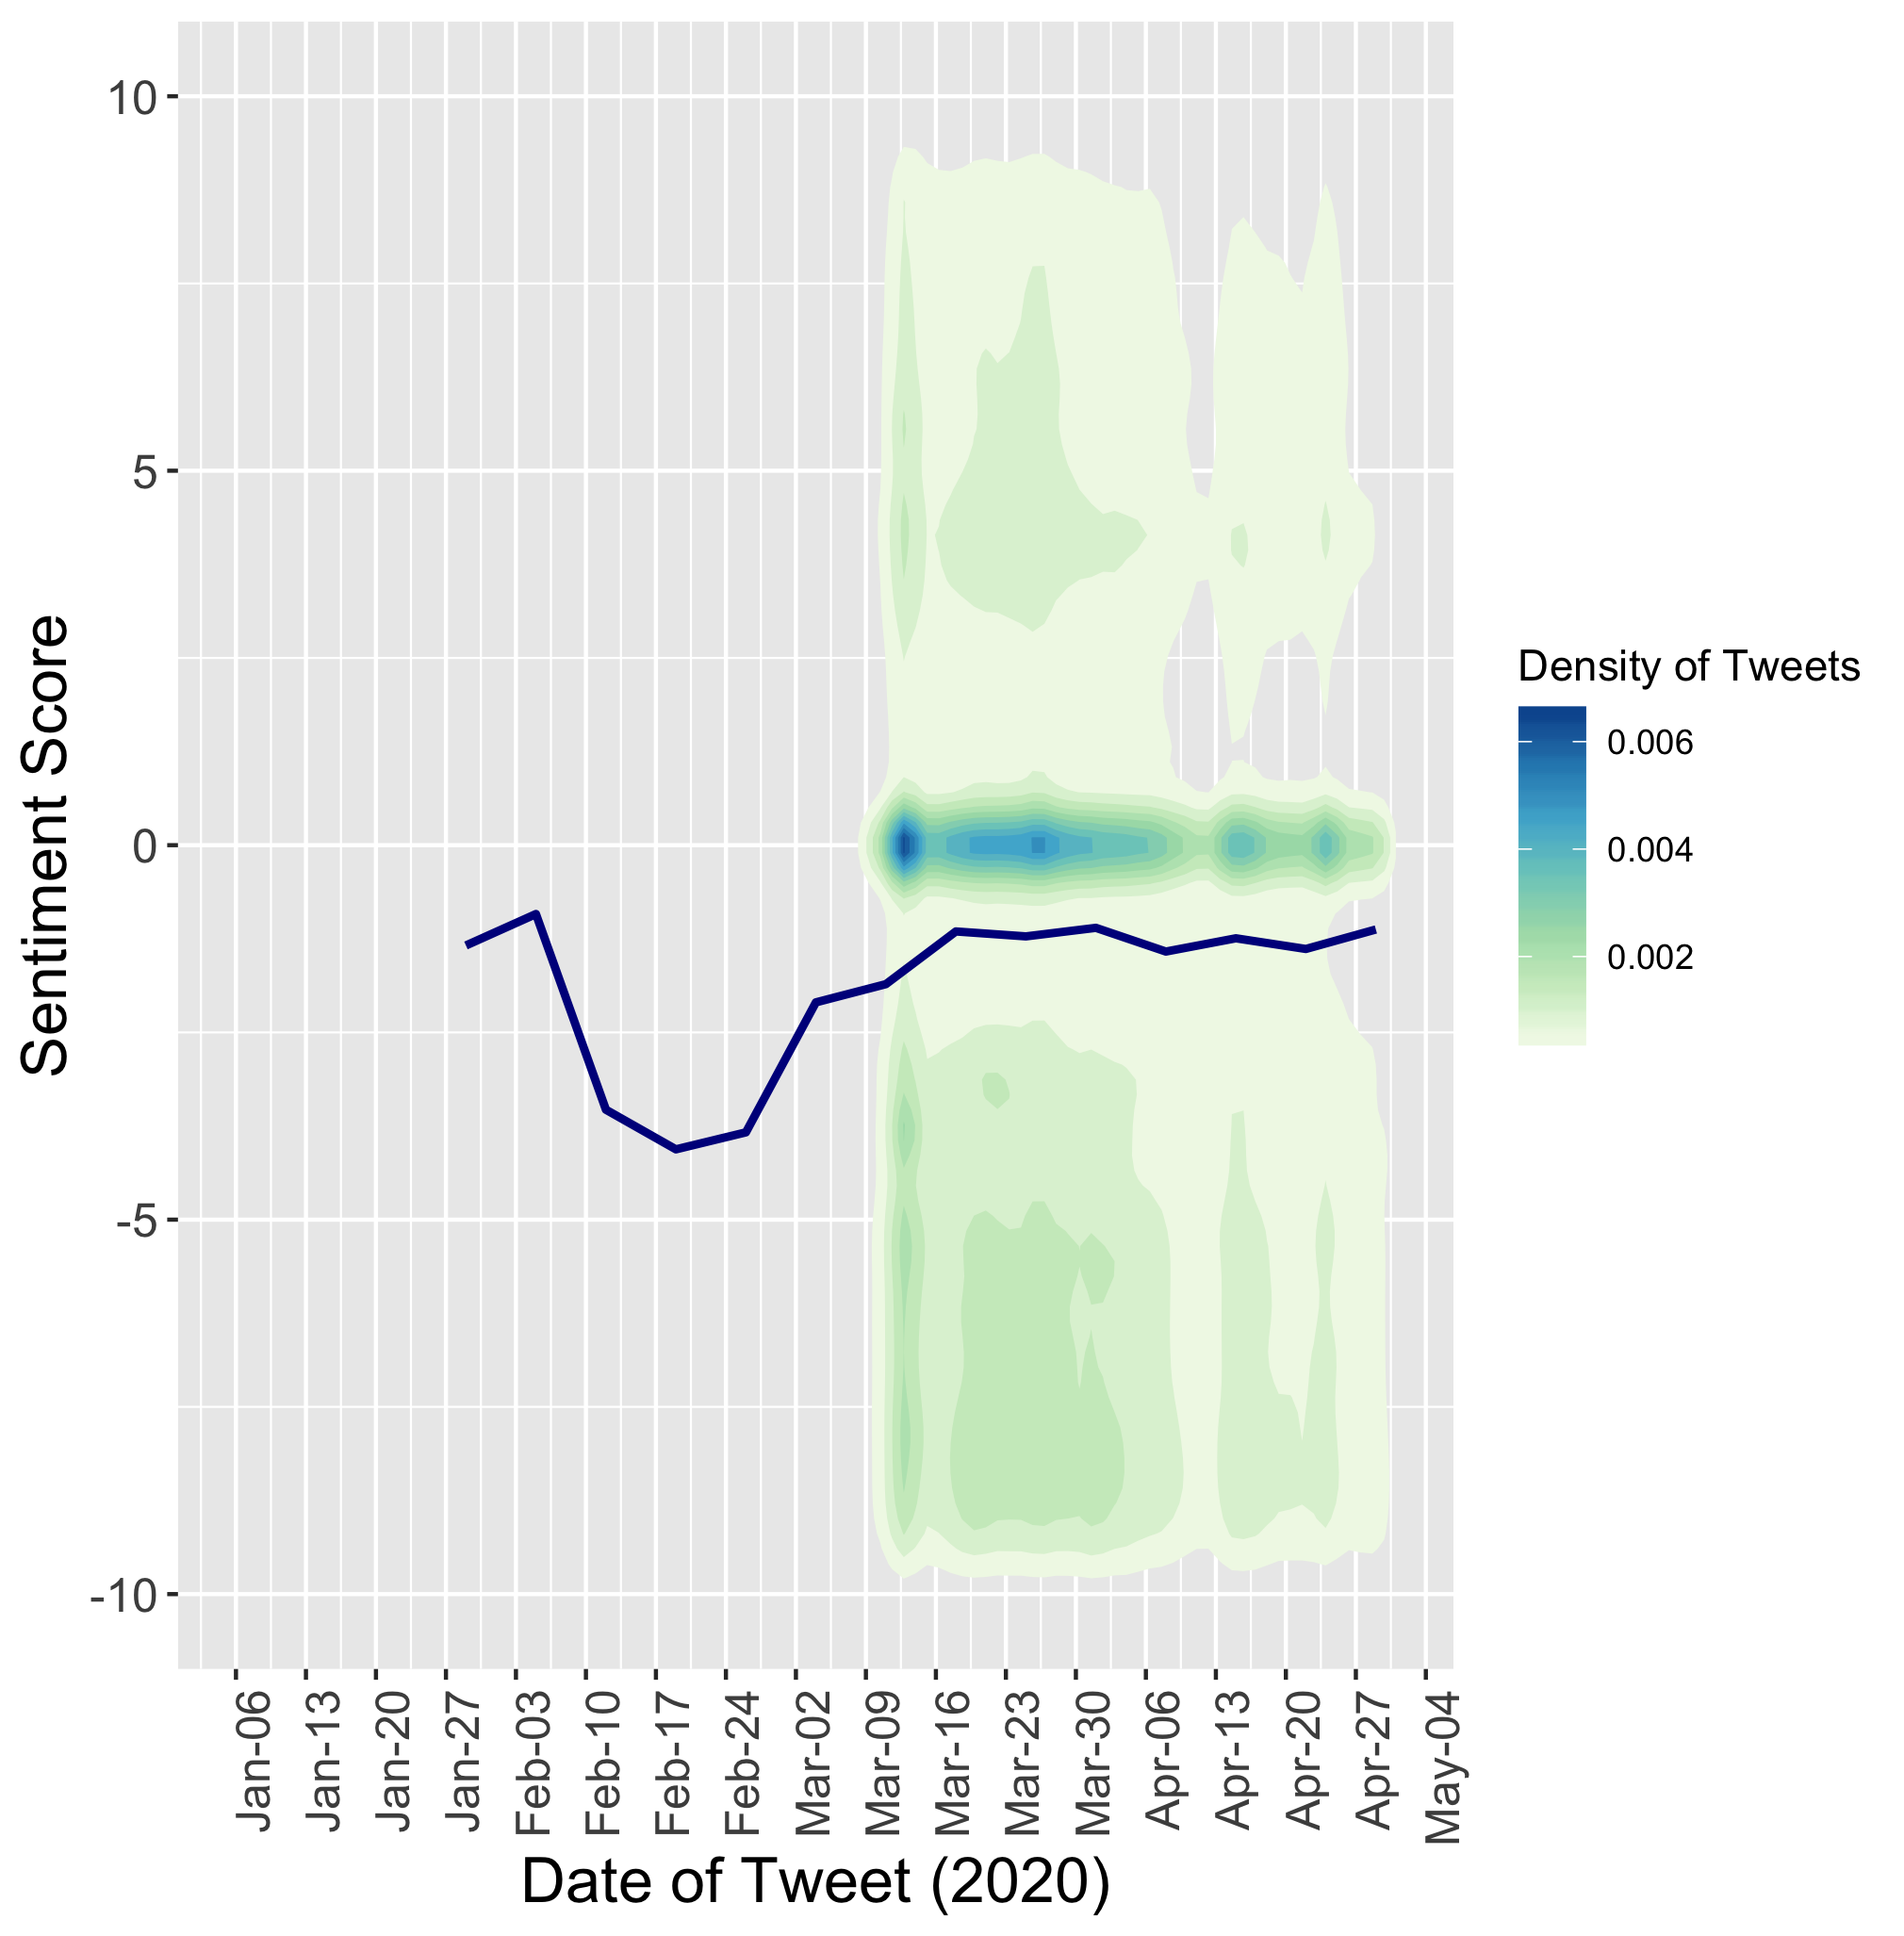 10
5
0
-5
-10
Sentiment Score
Jan-06
Jan-13
Jan-20
Jan-27
Feb-03
Feb-10
Feb-17
Feb-24
Mar-02
Mar-09
Mar-16
Mar-23
Mar-30
Apr-06
Apr-13
Apr-20
Apr-27
May-04
Date of Tweet (2020)
Density of Tweets
0.006
0.004
0.002